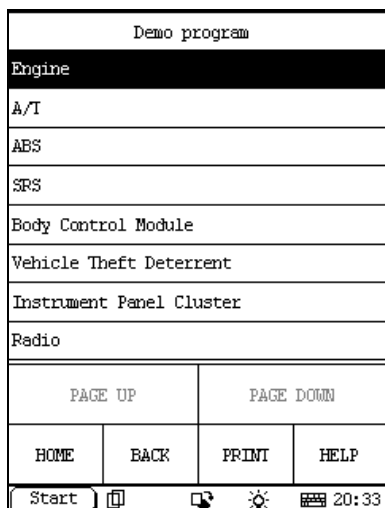 Demo program
Engine
A/T
ABS
SRS
Body Control Module
Vehicle Theft Deterrent
Instrument Panel Cluster
Radio
PAGE UP PAGE DOWN
HOME BACK PRINT HELP
Start 20:33